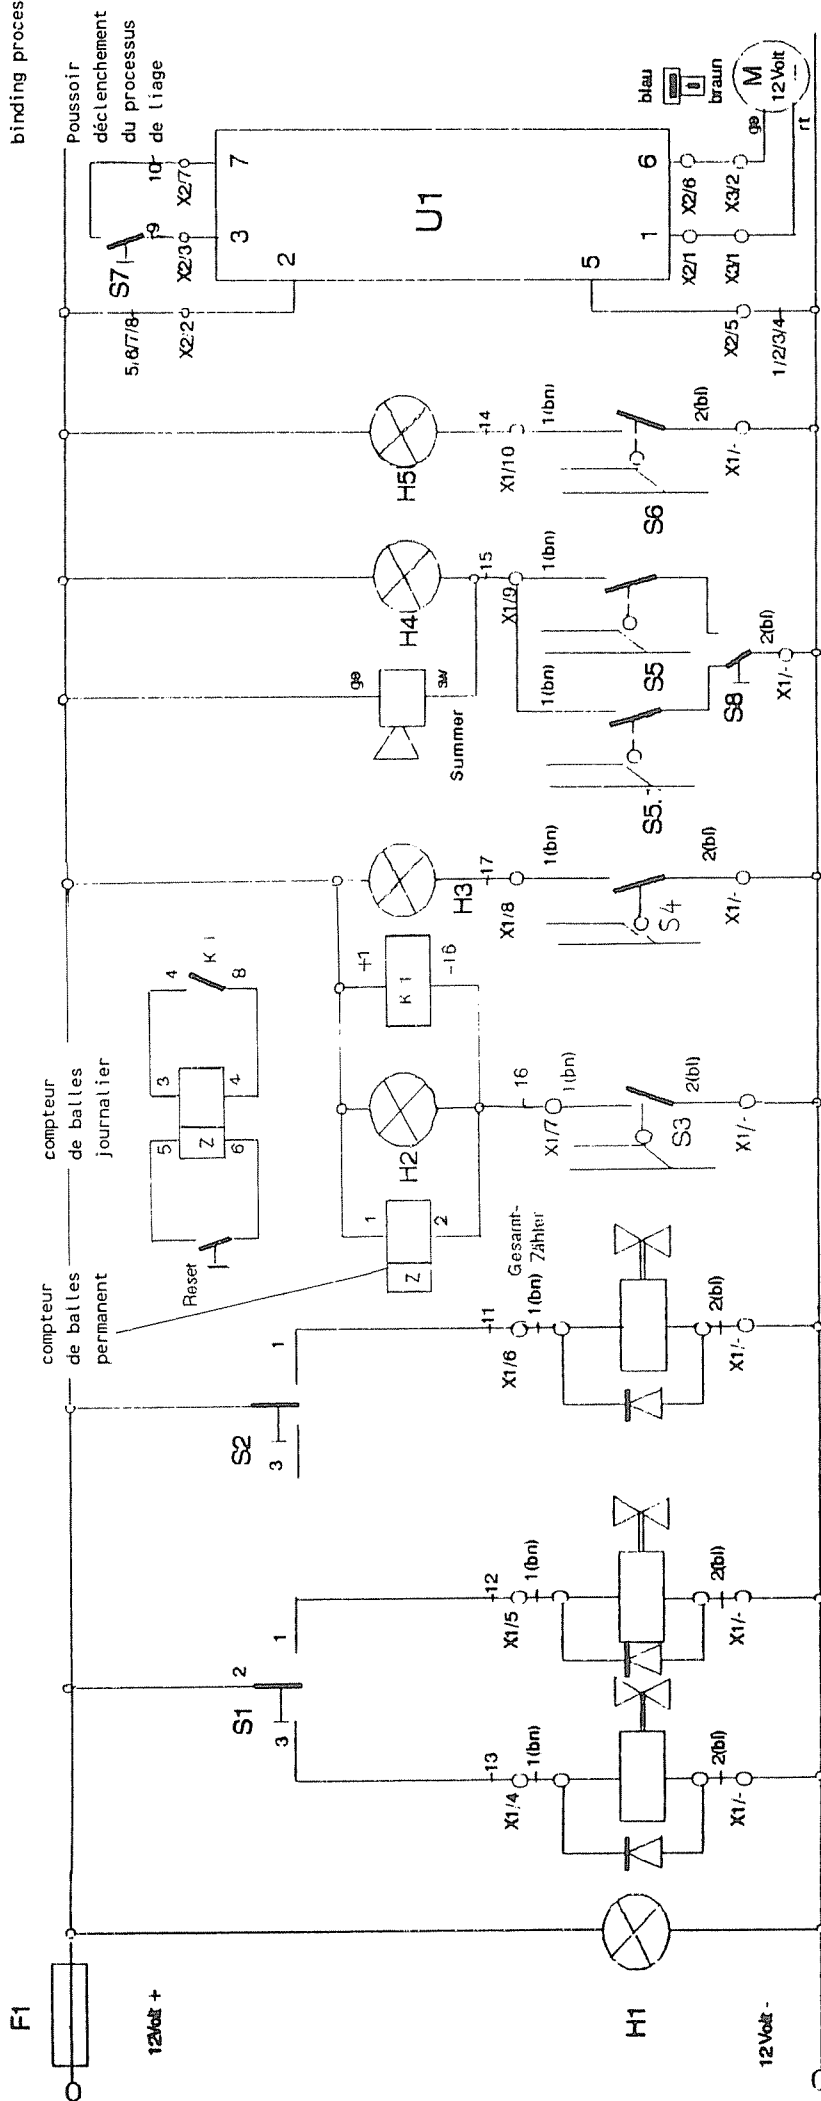 binding proces
Poussoir
déclenchement
du processus
de liage
compteur
de balles
journalier
compteur
de balles
permanent
F1
12Volt +
12Volt -
H1
S1
2
3
1
-13
X1/4
1(bn)
2(bl)
X1/-
-12
X1/5
1(bn)
2(bl)
X1/-
S2
3
1
-11
X1/6
1(bn)
2(bl)
X1/-
Reset
Z
5
6
3
4
K 1
4
8
Z
1
2
Gesamt-
Zähler
H2
K 1
+1
-16
16
X1/7
1(bn)
S3
2(bl)
X1/-
H3
-17
X1/8
1(bn)
S4
2(bl)
X1/-
Summer
ge
sw
H4
-15
X1/9
1(bn)
1(bn)
S5
S5.
S8
2(bl)
X1/-
H5
-14
X1/10
1(bn)
S6
2(bl)
X1/-
5/6/7/8
X2/2
S7
9
X2/3
10
X2/7
U1
2
3
7
5
1
6
X2/5
1/2/3/4
X2/1
X3/1
X2/6
X3/2
ge
rt
M
12Volt
blau
braun